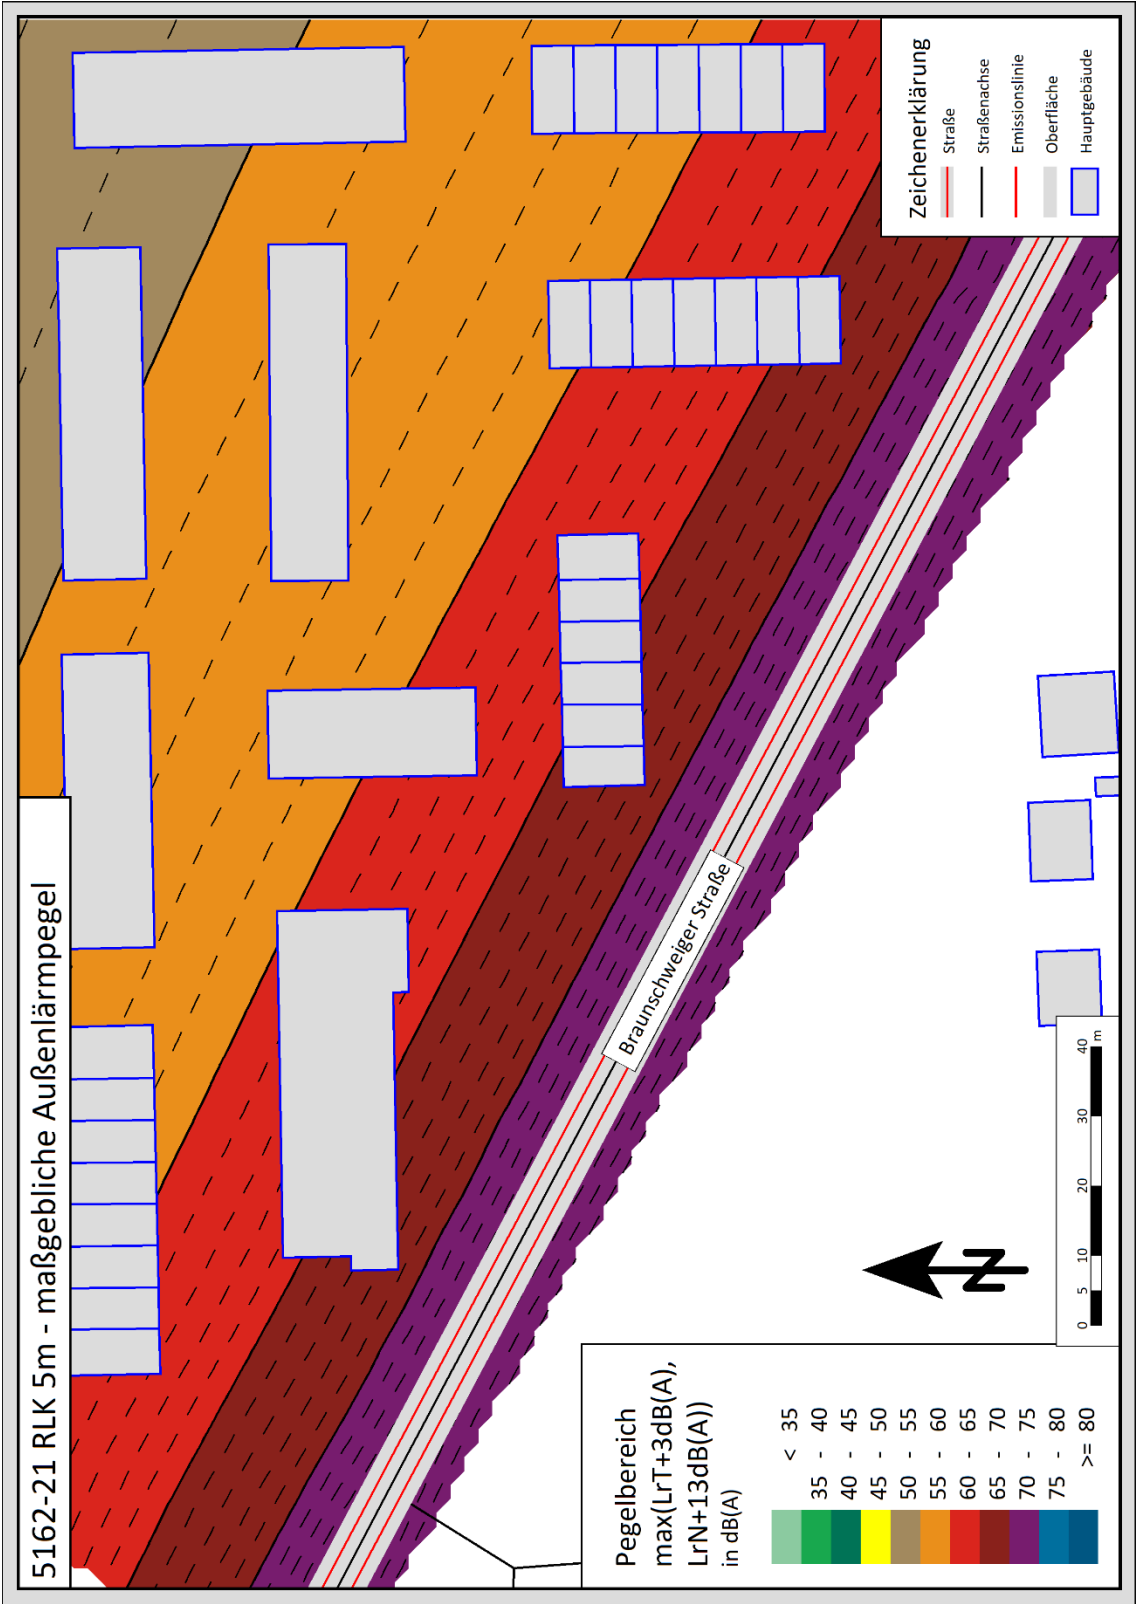 5162-21 RLK 5m - maßgebliche Außenlärmpegel
Braunschweiger Straße
Pegelbereich
max(LrT+3dB(A),
LrN+13dB(A))
in dB(A)
< 35
35 - 40
40 - 45
45 - 50
50 - 55
55 - 60
60 - 65
65 - 70
70 - 75
75 - 80
>= 80
N
0 5 10 20 30 40
m
Zeichenerklärung
Straße
Straßenachse
Emissionslinie
Oberfläche
Hauptgebäude